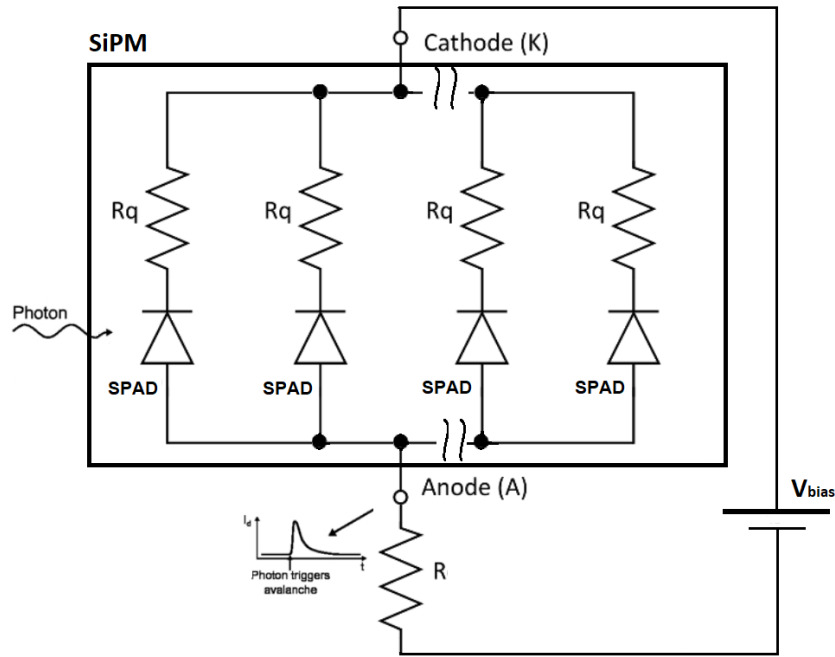 SiPM
Cathode (K)
Rq
Rq
Rq
Rq
Photon
SPAD
SPAD
SPAD
SPAD
Anode (A)
Vbias
Id
t
Photon triggers
avalanche
R